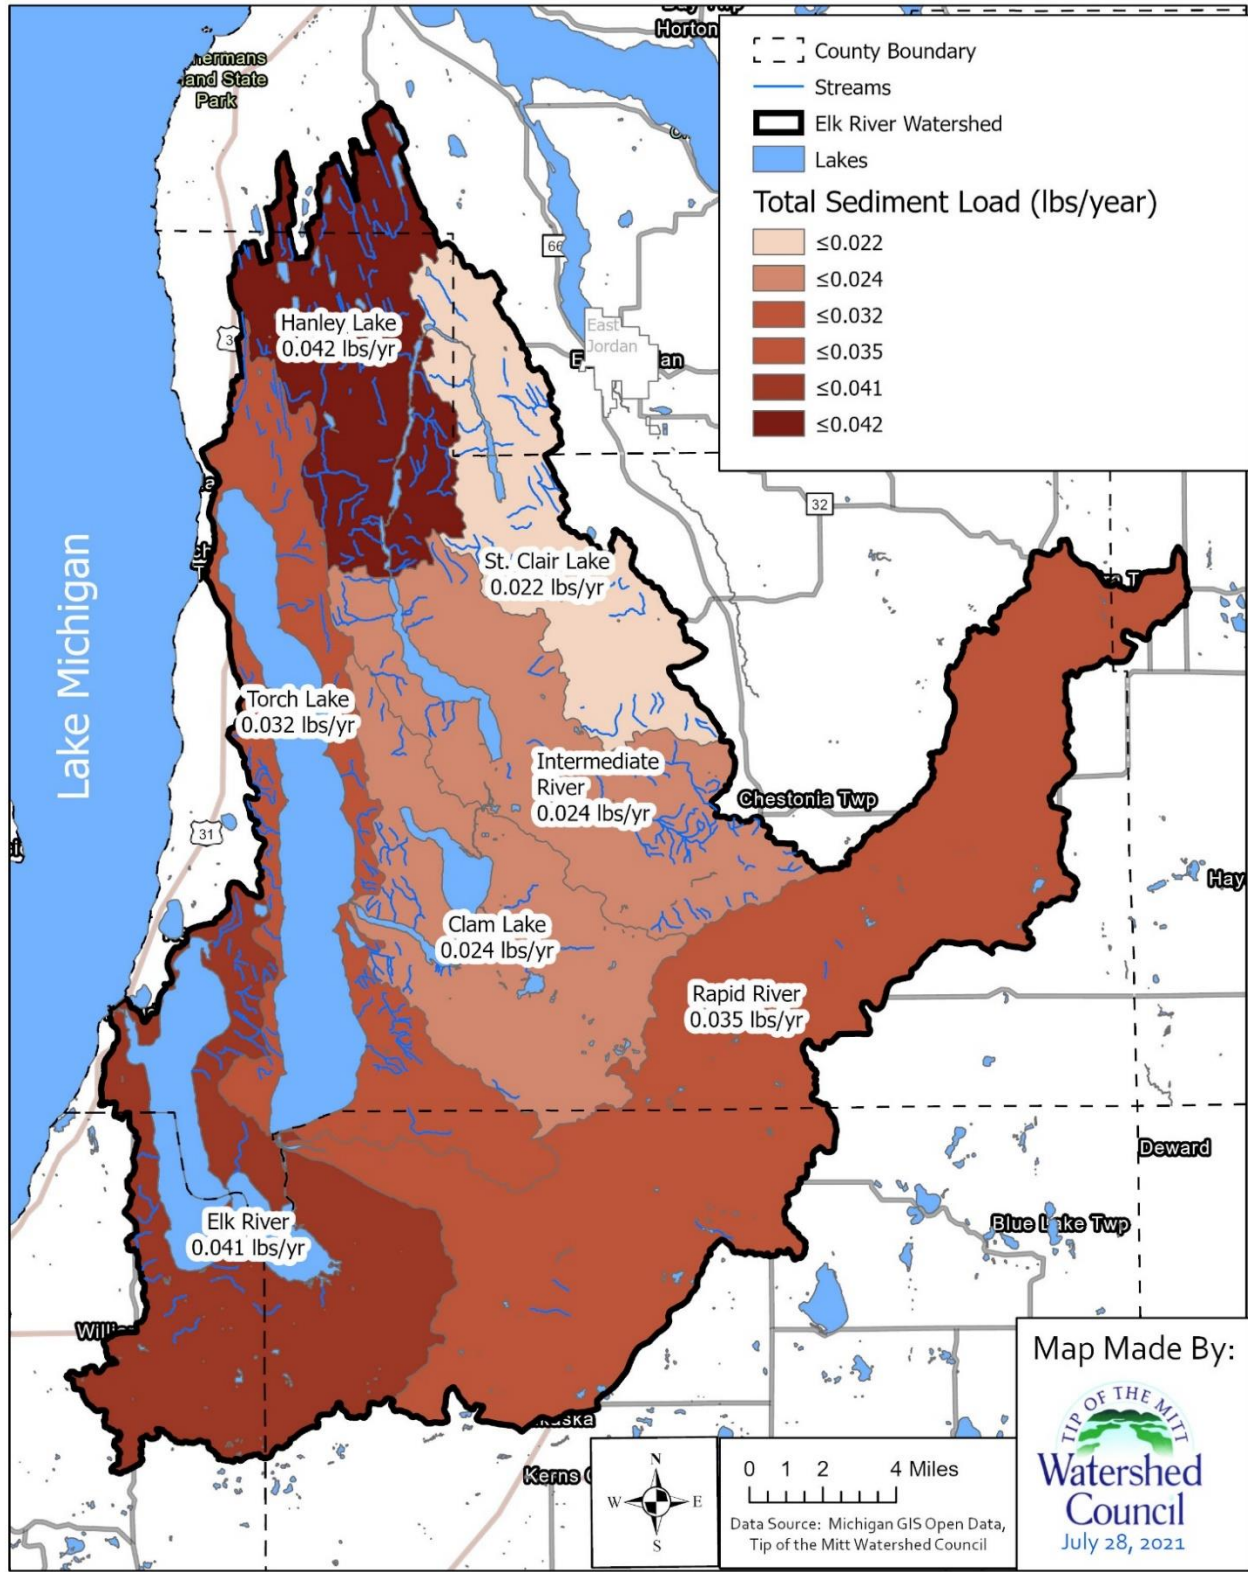 Horton
County Boundary
Streams
Elk River Watershed
Lakes
Total Sediment Load (lbs/year)
≤0.022
≤0.024
≤0.032
≤0.035
≤0.041
≤0.042
Park
66
Hanley Lake
0.042 lbs/yr
East
Jordan
32
Lake Michigan
St. Clair Lake
0.022 lbs/yr
Torch Lake
0.032 lbs/yr
Intermediate
River
0.024 lbs/yr
Chestonia Twp
31
Clam Lake
0.024 lbs/yr
Rapid River
0.035 lbs/yr
Deward
Elk River
0.041 lbs/yr
Blue Lake Twp
Map Made By:
TIP OF THE MITT
Watershed
Council
July 28, 2021
Kerns
N
W E
S
0 1 2 4 Miles
Data Source: Michigan GIS Open Data,
Tip of the Mitt Watershed Council